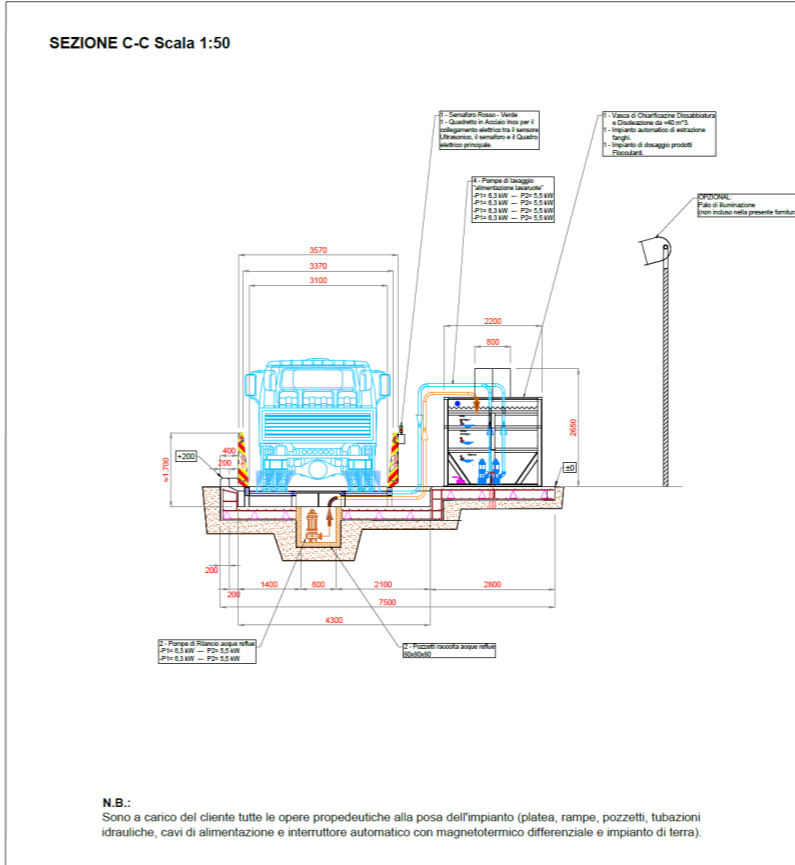 SEZIONE C-C Scala 1:50
1 - Semaforo Rosso - Verde
1 - Quadretto in Acciaio Inox per il
collegamento elettrico tra il sensore
Ultrasonico, il semaforo e il Quadro
elettrico principale.
1 - Vasca di Chiarificazine Dissabbiatura
e Disoleazione da ≈40 m^3.
1 - Impianto automatico di estrazione
fanghi.
1 - Impianto di dosaggio prodotti
Flocculanti.
4 - Pompe di lavaggio
"alimentazione lavaruote"
-P1= 6,3 kW — P2= 5,5 kW
-P1= 6,3 kW — P2= 5,5 kW
-P1= 6,3 kW — P2= 5,5 kW
-P1= 6,3 kW — P2= 5,5 kW
OPZIONAL:
Palo di illuminazione
(non incluso nella presente fornitura
3570
3370
3100
2200
800
2650
≈1.700
+200
400
200
±0
200
200
1400
800
2100
2800
7500
4300
2 - Pompe di Rilancio acque reflue
-P1= 6,3 kW — P2= 5,5 kW
-P1= 6,3 kW — P2= 5,5 kW
2 - Pozzetti raccolta acque reflue
80x80x80
N.B.:
Sono a carico del cliente tutte le opere propedeutiche alla posa dell'impianto (platea, rampe, pozzetti, tubazioni
idrauliche, cavi di alimentazione e interruttore automatico con magnetotermico differenziale e impianto di terra).